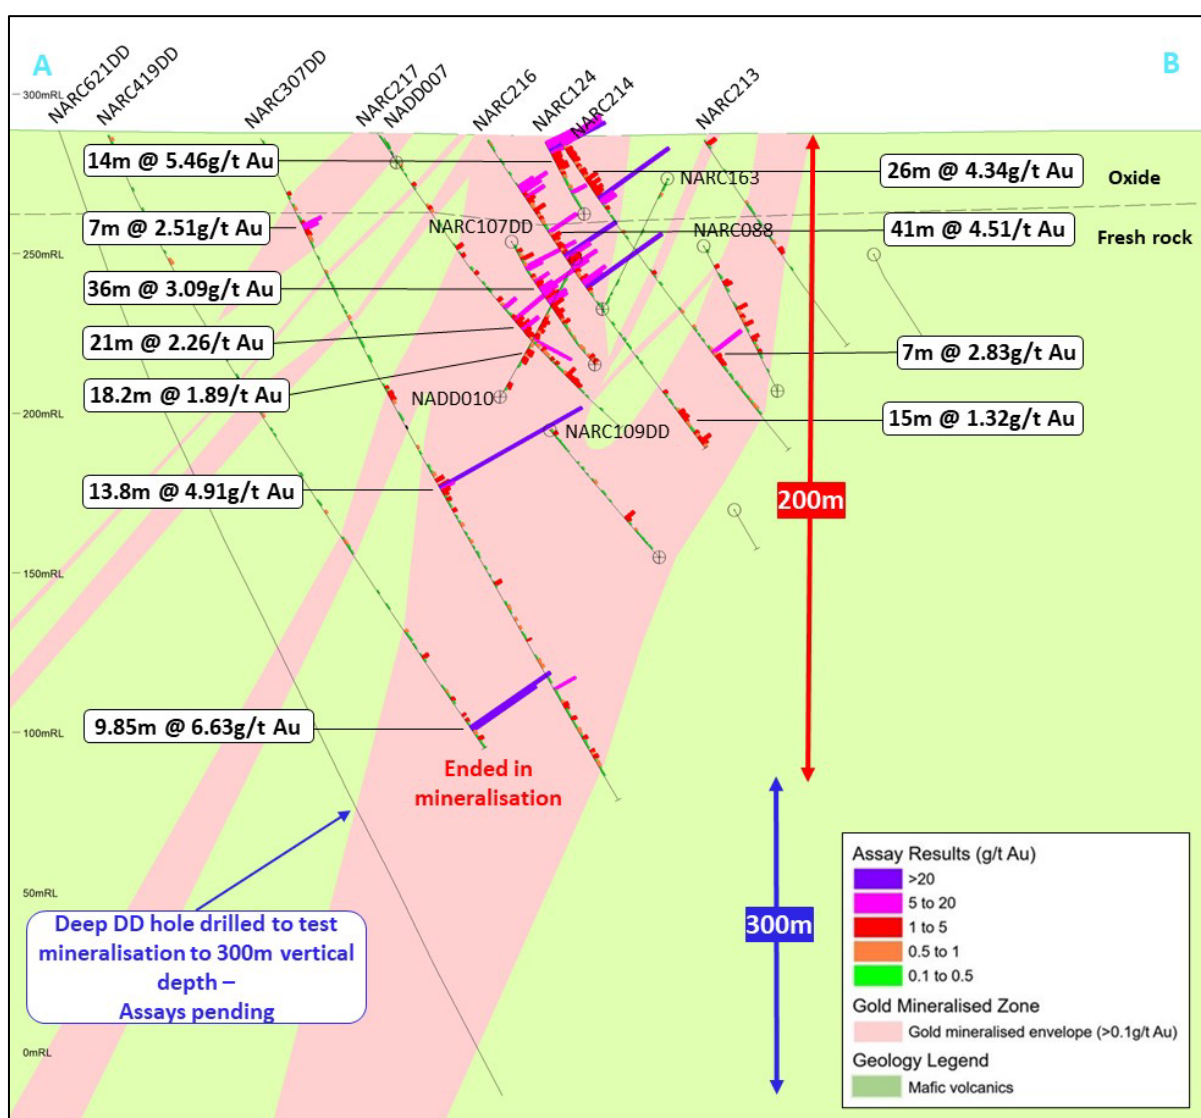 A
B
NARC621DD
NARC419DD
NARC307DD
NARC217
NADD007
NARC216
NARC124
NARC214
NARC213
300mRL
14m @ 5.46g/t Au
26m @ 4.34g/t Au
NARC163
Oxide
7m @ 2.51g/t Au
NARC107DD
NARC088
41m @ 4.51/t Au
Fresh rock
250mRL
36m @ 3.09g/t Au
21m @ 2.26/t Au
7m @ 2.83g/t Au
18.2m @ 1.89/t Au
NADD010
200mRL
15m @ 1.32g/t Au
NARC109DD
13.8m @ 4.91g/t Au
200m
150mRL
9.85m @ 6.63g/t Au
100mRL
Ended in
mineralisation
50mRL
Deep DD hole drilled to test
mineralisation to 300m vertical
depth –
Assays pending
300m
0mRL
Assay Results (g/t Au)
>20
5 to 20
1 to 5
0.5 to 1
0.1 to 0.5
Gold Mineralised Zone
Gold mineralised envelope (>0.1g/t Au)
Geology Legend
Mafic volcanics